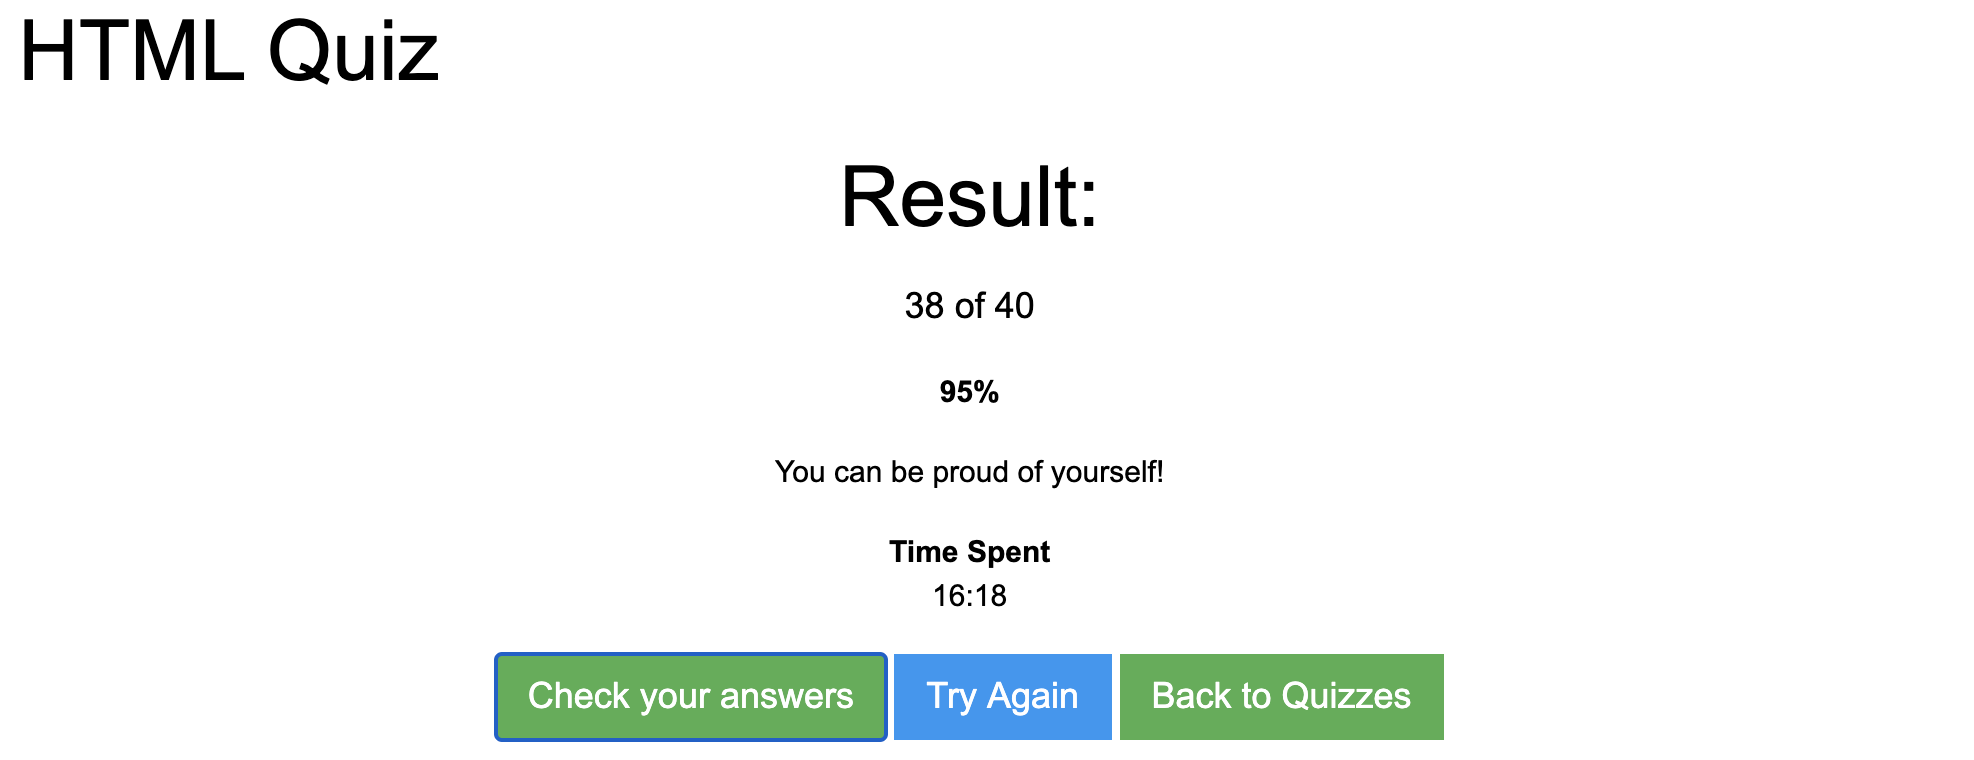 HTML Quiz
Result:
38 of 40
95%
You can be proud of yourself!
Time Spent
16:18
Check your answers Try Again Back to Quizzes